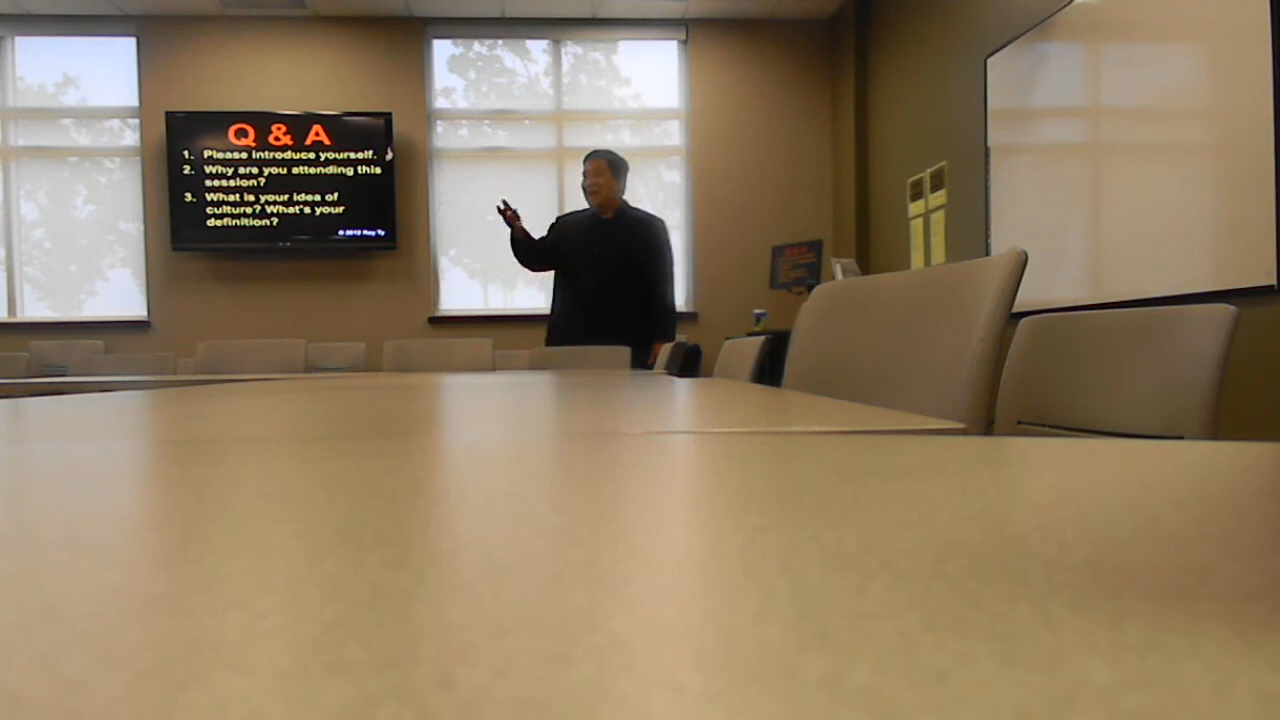 Q & A
1. Please introduce yourself.
2. Why are you attending this
session?
3. What is your idea of
culture? What's your
definition?
© 2012 Rey Ty
Q & A